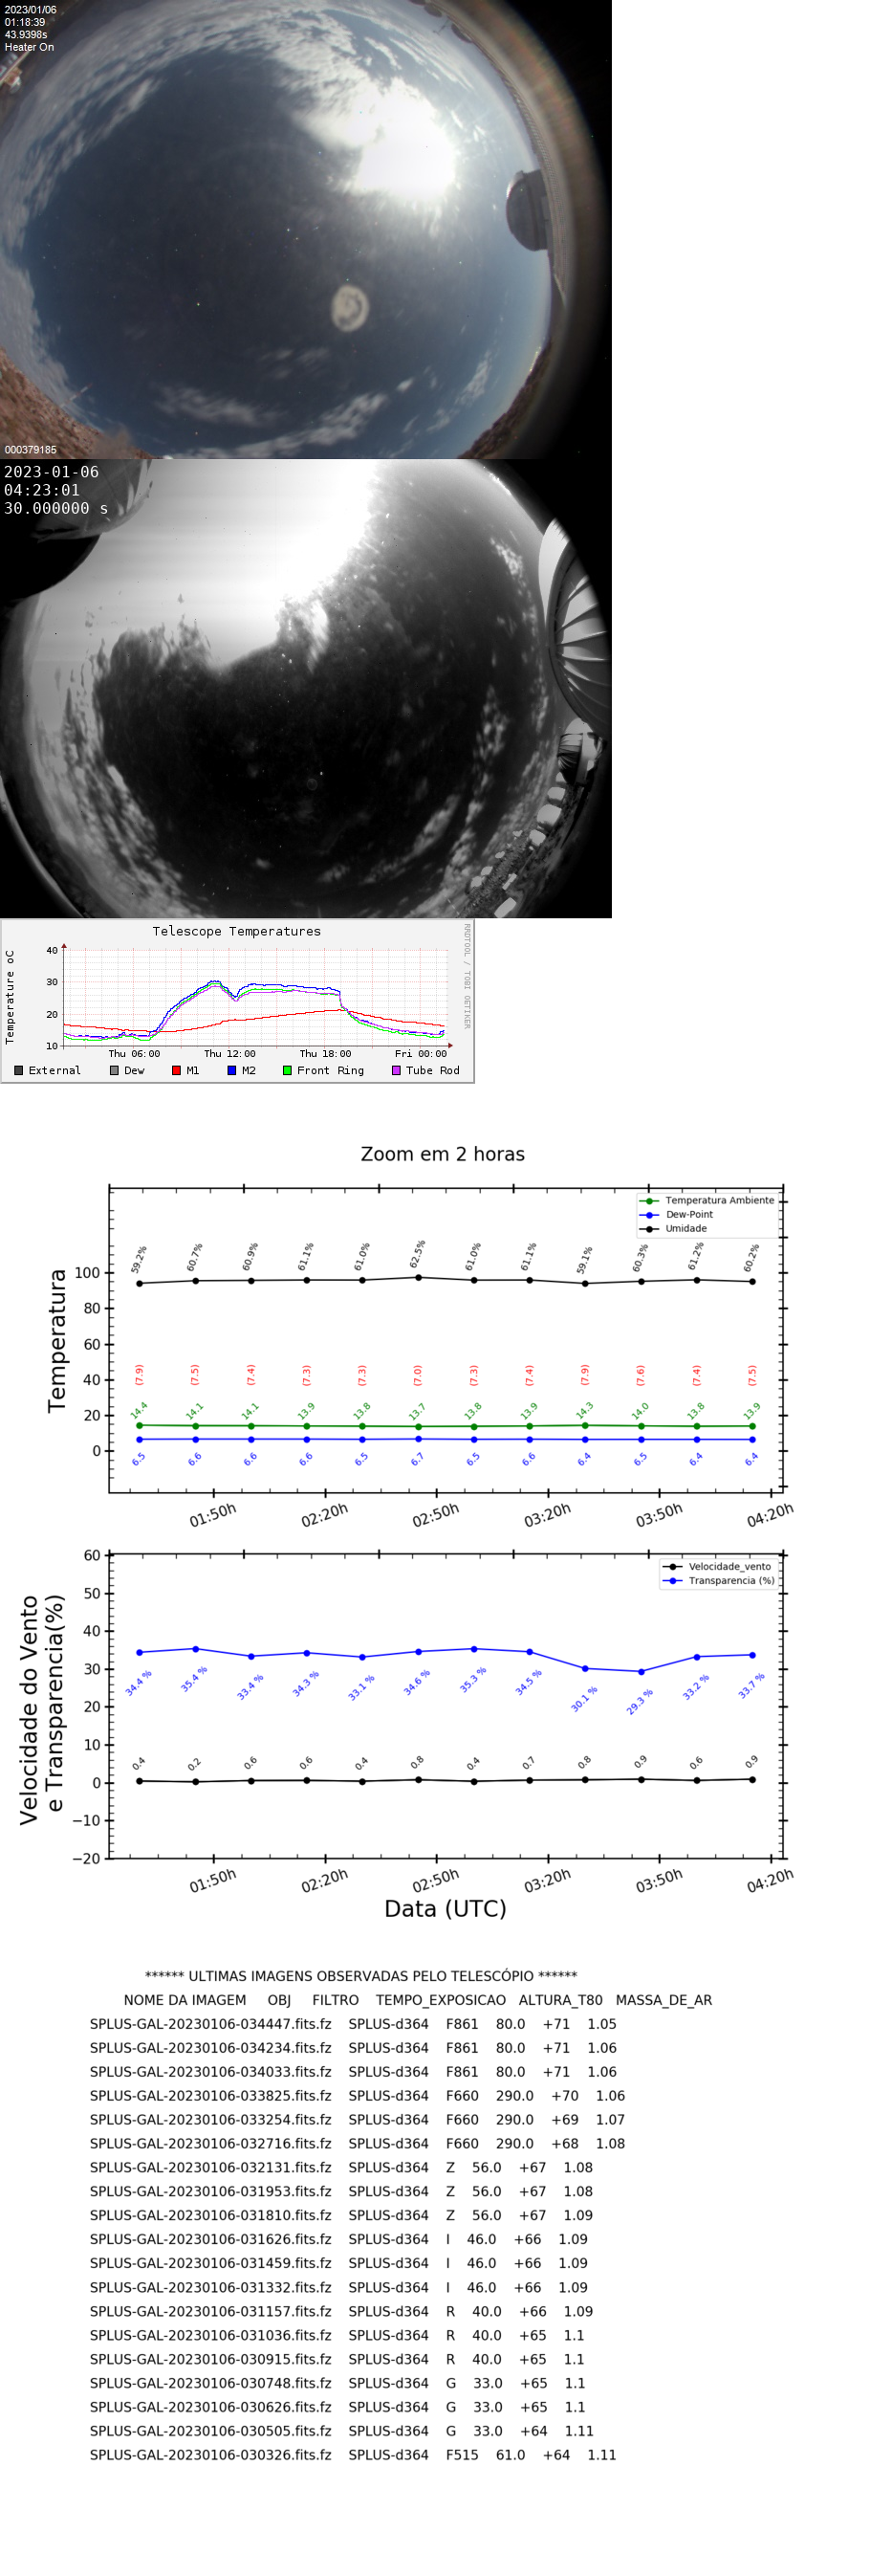 2023/01/06
01:18:39
43.9398s
Heater On
000379185
2023-01-06
04:23:01
30.000000 s
Telescope Temperatures
RRDTOOL / TOBI OETIKER
Temperature oC
40
30
20
10
Thu 06:00 Thu 12:00 Thu 18:00 Fri 00:00
External Dew M1 M2 Front Ring Tube Rod
Zoom em 2 horas
Temperatura Ambiente
Dew-Point
Umidade
Temperatura
100
80
60
40
20
0
59.2% 60.7% 60.9% 61.1% 61.0% 62.5% 61.0% 61.1% 59.1% 60.3% 61.2% 60.2%
(7.9) (7.5) (7.4) (7.3) (7.3) (7.0) (7.3) (7.4) (7.9) (7.6) (7.4) (7.5)
14.4 14.1 14.1 13.9 13.8 13.7 13.8 13.9 14.3 14.0 13.8 13.9
6.5 6.6 6.6 6.6 6.5 6.7 6.5 6.6 6.4 6.5 6.4 6.4
01:50h 02:20h 02:50h 03:20h 03:50h 04:20h
Velocidade_vento
Transparencia (%)
Velocidade do Vento
e Transparencia(%)
60
50
40
30
20
10
0
−10
−20
34.4 % 35.4 % 33.4 % 34.3 % 33.1 % 34.6 % 35.3 % 34.5 % 30.1 % 29.3 % 33.2 % 33.7 %
0.4 0.2 0.6 0.6 0.4 0.8 0.4 0.7 0.8 0.9 0.6 0.9
01:50h 02:20h 02:50h 03:20h 03:50h 04:20h
Data (UTC)
****** ULTIMAS IMAGENS OBSERVADAS PELO TELESCÓPIO ******
NOME DA IMAGEM OBJ FILTRO TEMPO_EXPOSICAO ALTURA_T80 MASSA_DE_AR
SPLUS-GAL-20230106-034447.fits.fz SPLUS-d364 F861 80.0 +71 1.05
SPLUS-GAL-20230106-034234.fits.fz SPLUS-d364 F861 80.0 +71 1.06
SPLUS-GAL-20230106-034033.fits.fz SPLUS-d364 F861 80.0 +71 1.06
SPLUS-GAL-20230106-033825.fits.fz SPLUS-d364 F660 290.0 +70 1.06
SPLUS-GAL-20230106-033254.fits.fz SPLUS-d364 F660 290.0 +69 1.07
SPLUS-GAL-20230106-032716.fits.fz SPLUS-d364 F660 290.0 +68 1.08
SPLUS-GAL-20230106-032131.fits.fz SPLUS-d364 Z 56.0 +67 1.08
SPLUS-GAL-20230106-031953.fits.fz SPLUS-d364 Z 56.0 +67 1.08
SPLUS-GAL-20230106-031810.fits.fz SPLUS-d364 Z 56.0 +67 1.09
SPLUS-GAL-20230106-031626.fits.fz SPLUS-d364 I 46.0 +66 1.09
SPLUS-GAL-20230106-031459.fits.fz SPLUS-d364 I 46.0 +66 1.09
SPLUS-GAL-20230106-031332.fits.fz SPLUS-d364 I 46.0 +66 1.09
SPLUS-GAL-20230106-031157.fits.fz SPLUS-d364 R 40.0 +66 1.09
SPLUS-GAL-20230106-031036.fits.fz SPLUS-d364 R 40.0 +65 1.1
SPLUS-GAL-20230106-030915.fits.fz SPLUS-d364 R 40.0 +65 1.1
SPLUS-GAL-20230106-030748.fits.fz SPLUS-d364 G 33.0 +65 1.1
SPLUS-GAL-20230106-030626.fits.fz SPLUS-d364 G 33.0 +65 1.1
SPLUS-GAL-20230106-030505.fits.fz SPLUS-d364 G 33.0 +64 1.11
SPLUS-GAL-20230106-030326.fits.fz SPLUS-d364 F515 61.0 +64 1.11